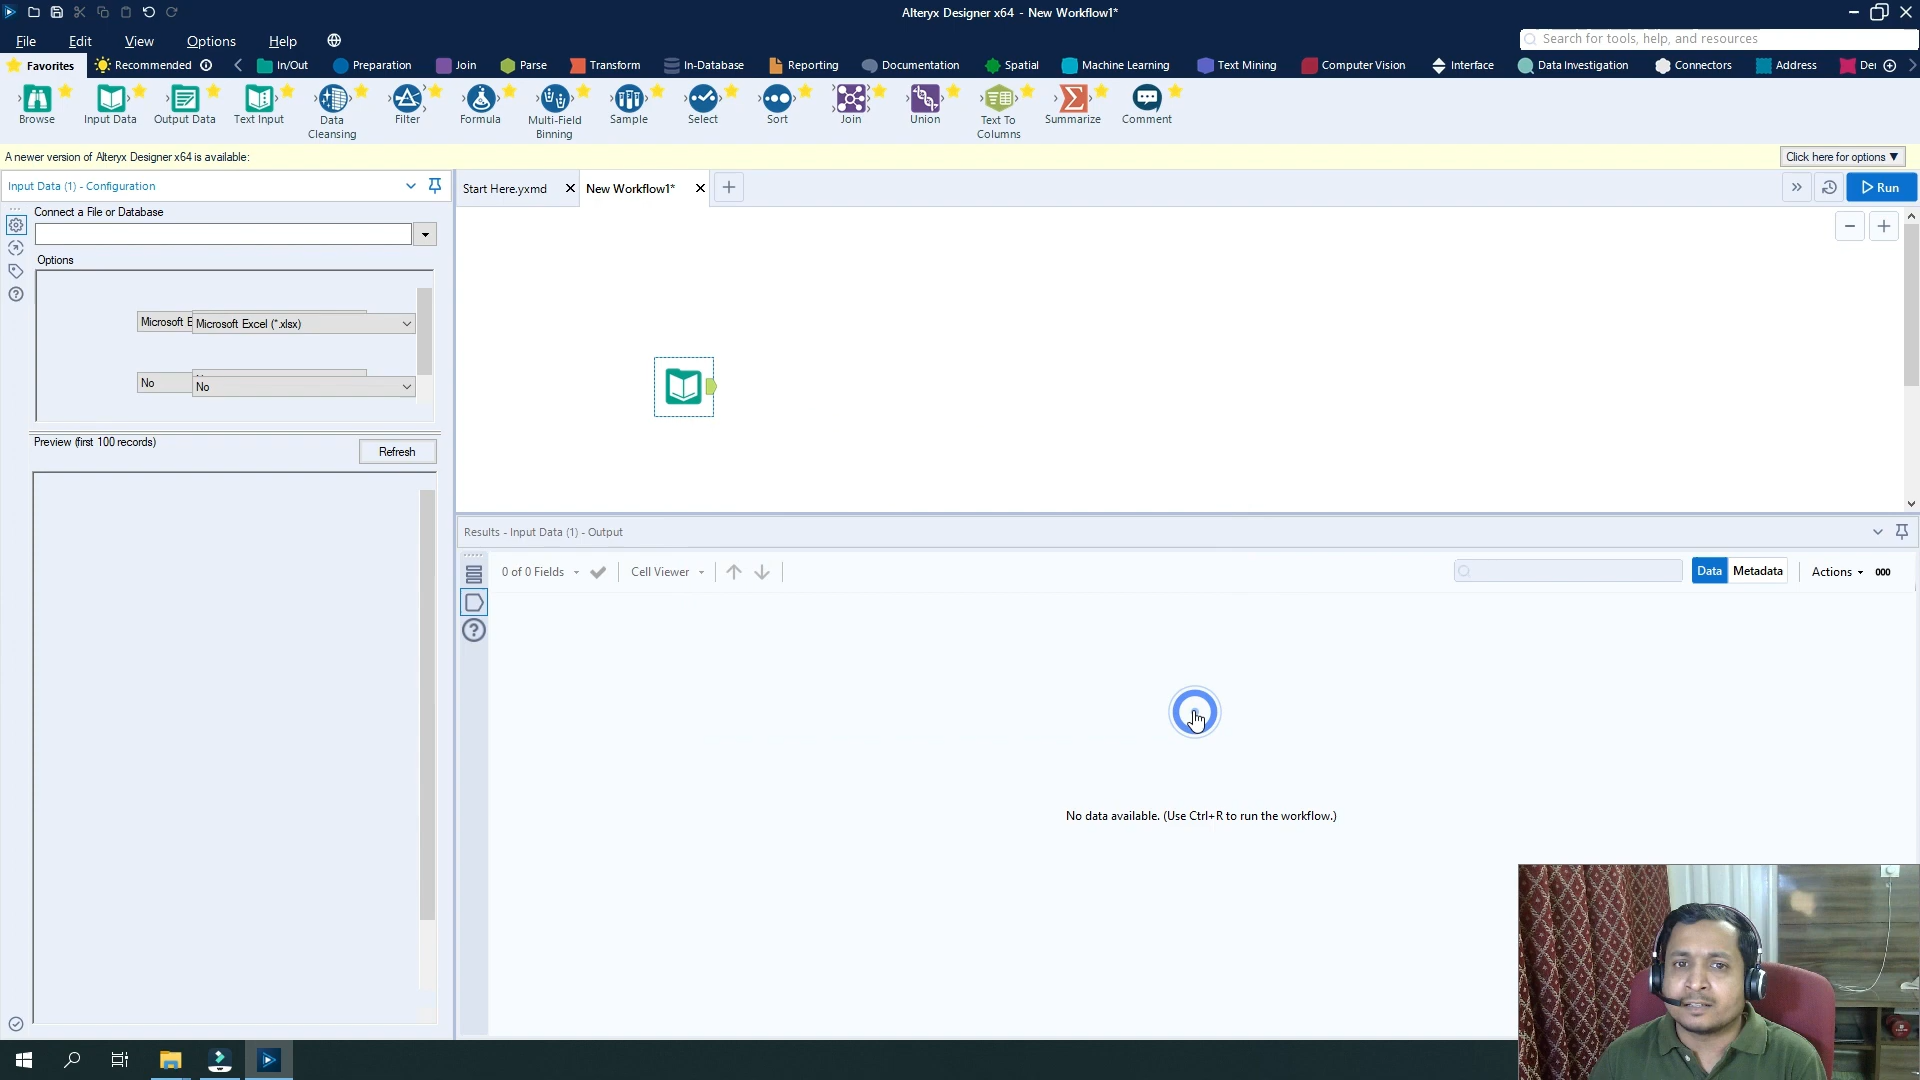 Alteryx Designer x64 - New Workflow1*
File Edit View Options Help
Search for tools, help, and resources
Favorites Recommended In/Out Preparation Join Parse Transform In-Database Reporting Documentation Spatial Machine Learning Text Mining Computer Vision Interface Data Investigation Connectors Address
Browse Input Data Output Data Text Input Data Cleansing Filter Formula Multi-Field Binning Sample Select Sort Join Union Text To Columns Summarize Comment
A newer version of Alteryx Designer x64 is available:
Click here for options ▼
Input Data (1) - Configuration
Start Here.yxmd
New Workflow1*
Run
Connect a File or Database
Options
Microsoft E
Microsoft Excel (*.xlsx)
No
No
Preview (first 100 records)
Refresh
Results - Input Data (1) - Output
0 of 0 Fields
Cell Viewer
Data
Metadata
Actions
000
No data available. (Use Ctrl+R to run the workflow.)